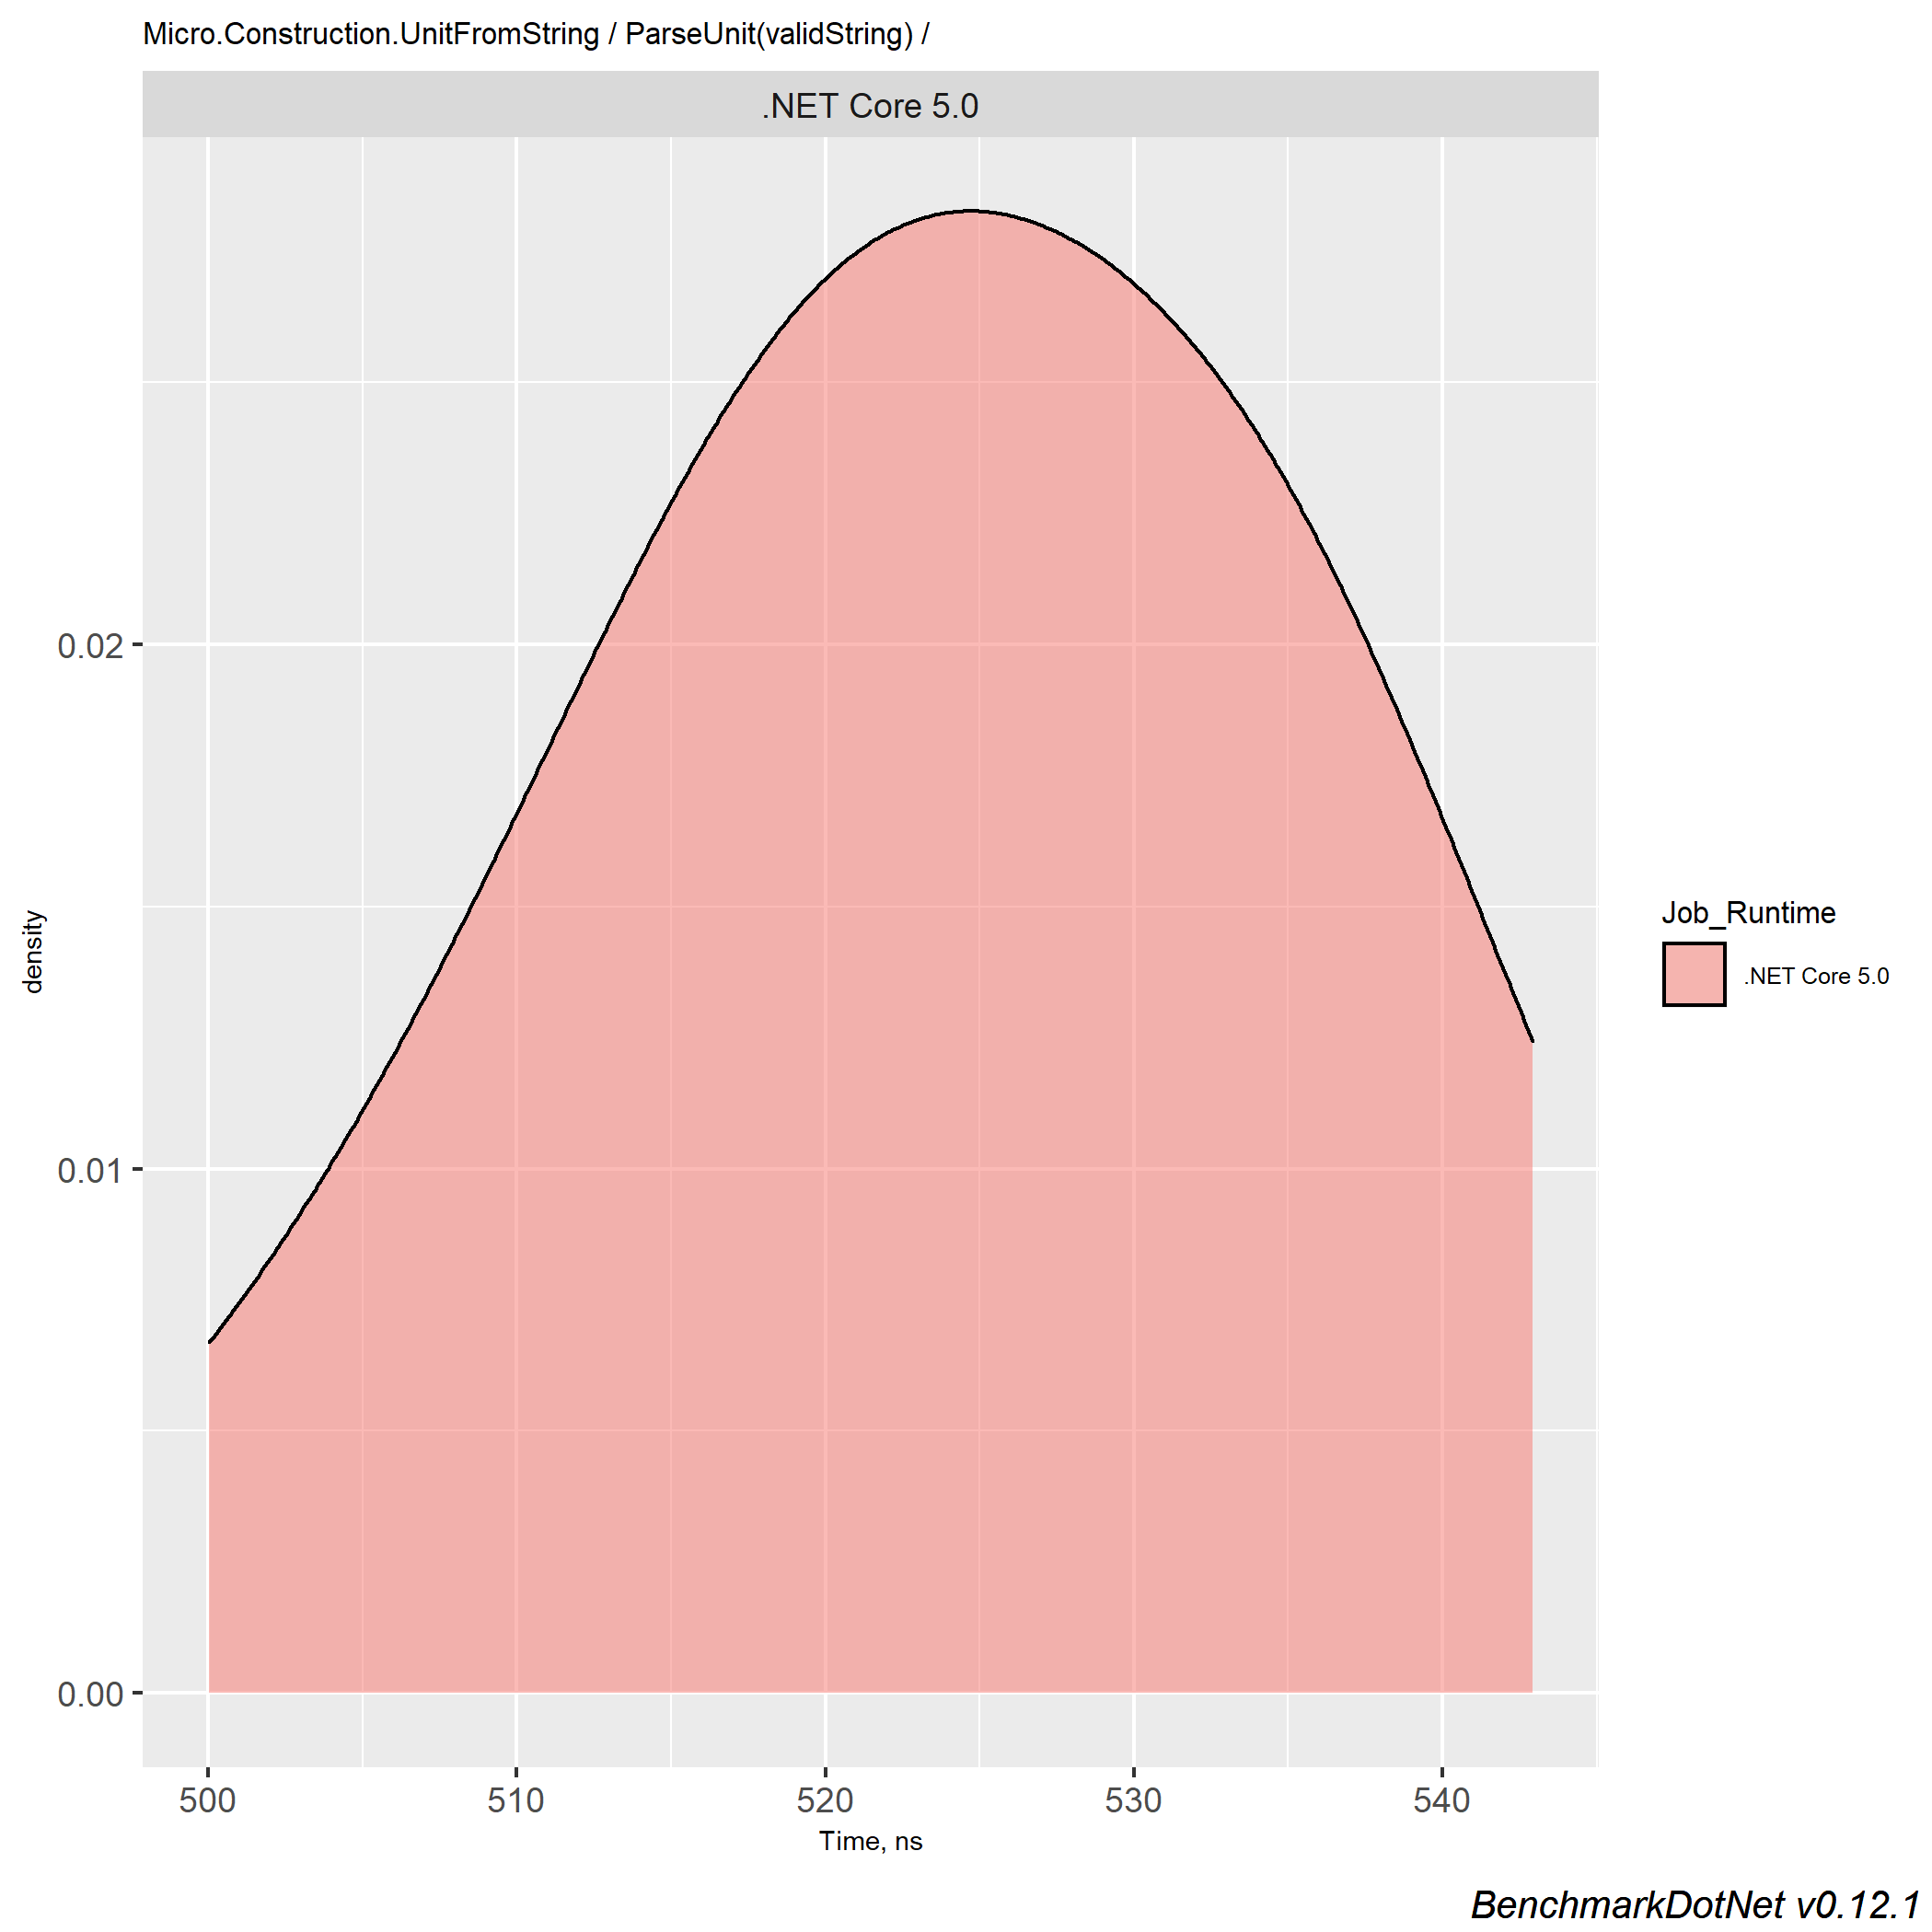 Micro.Construction.UnitFromString / ParseUnit(validString) /
.NET Core 5.0
0.02
0.01
0.00
density
500 510 520 530 540
Time, ns
Job_Runtime
.NET Core 5.0
BenchmarkDotNet v0.12.1